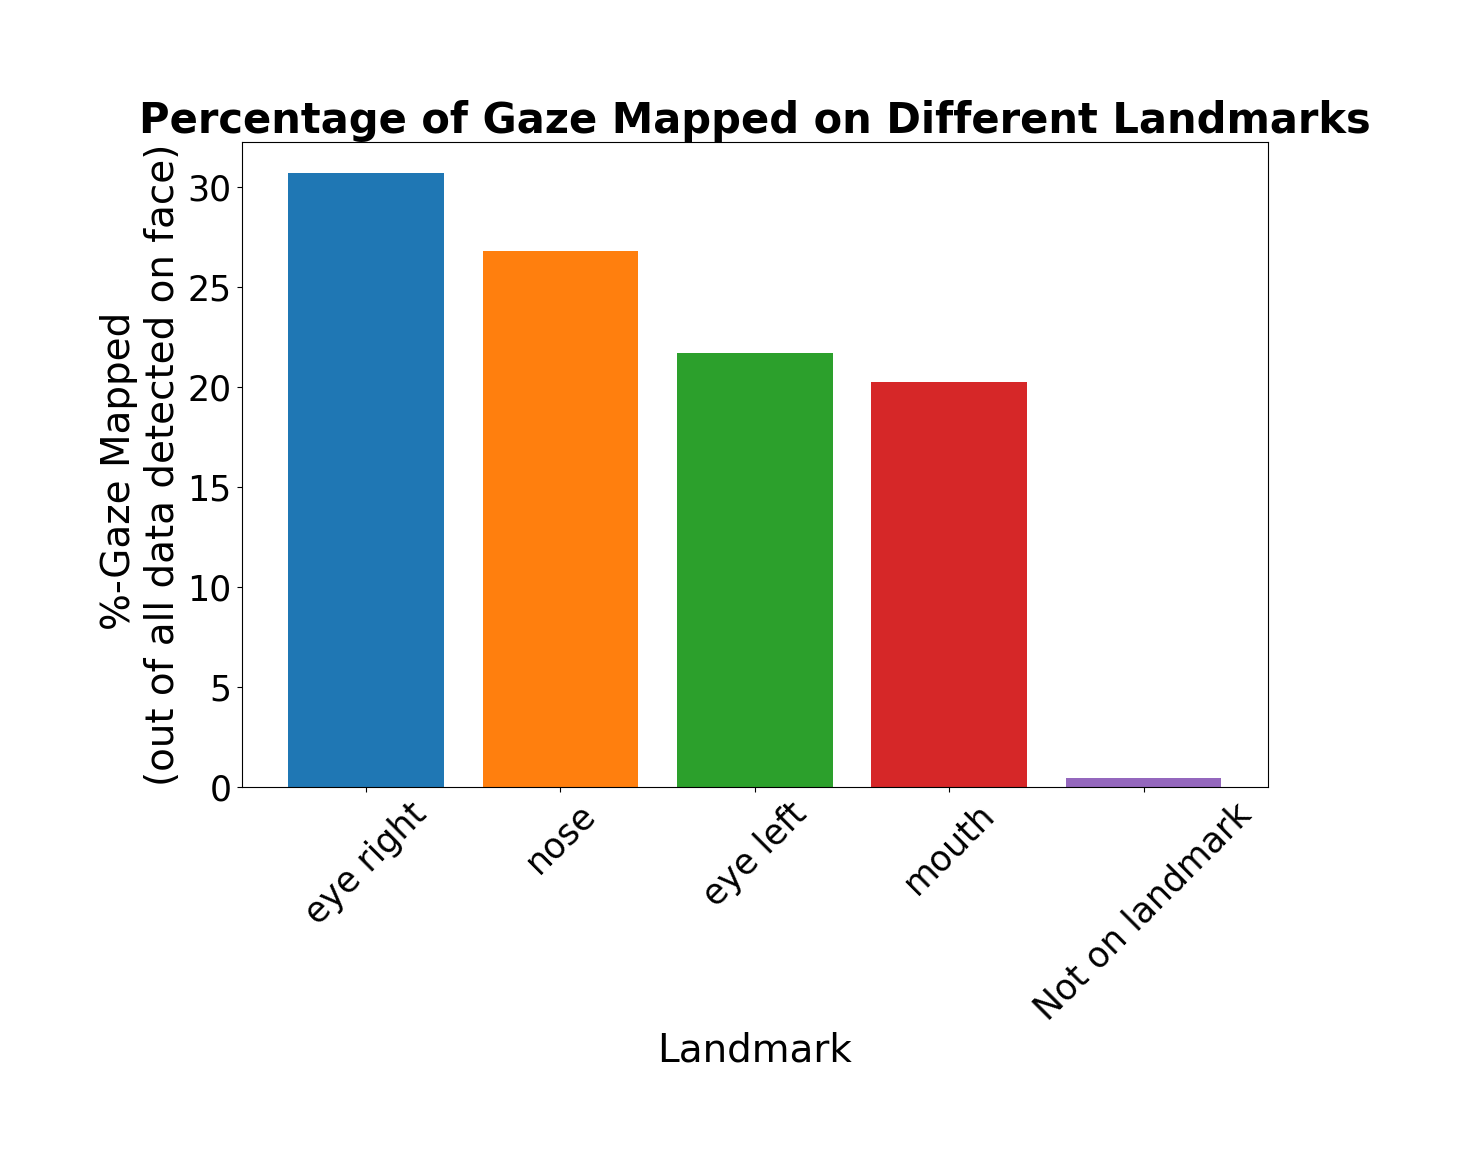 Percentage of Gaze Mapped on Different Landmarks
%-Gaze Mapped
(out of all data detected on face)
30
25
20
15
10
5
0
eye right
nose
eye left
mouth
Not on landmark
Landmark